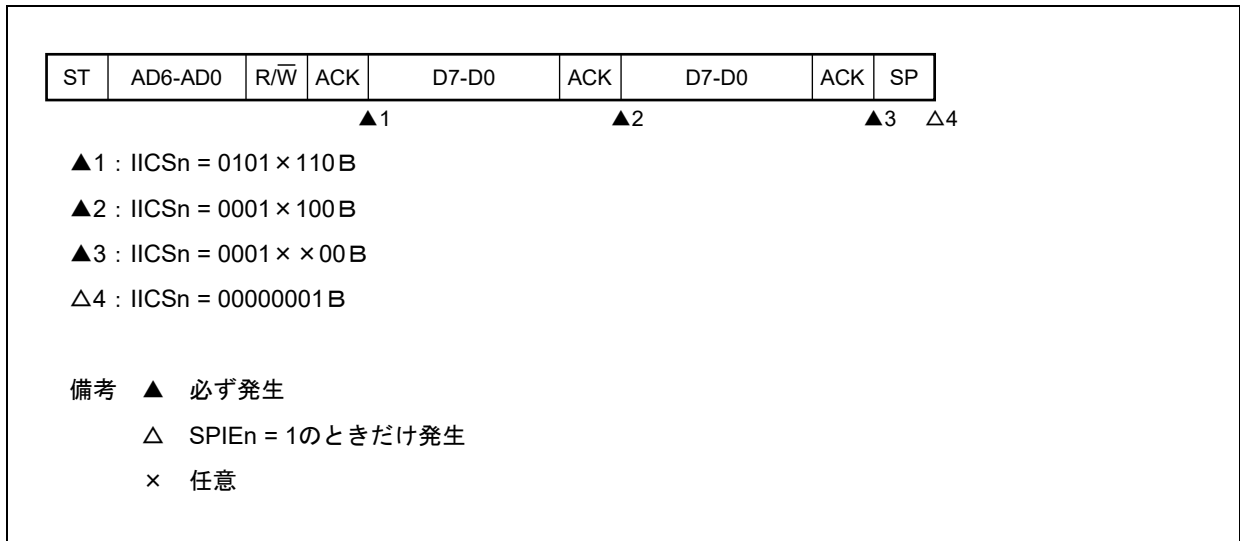 ST AD6-AD0 R/W̅ ACK D7-D0 ACK D7-D0 ACK SP
▲1 ▲2 ▲3 △4
▲1：IICSn = 0101×110B
▲2：IICSn = 0001×100B
▲3：IICSn = 0001××00B
△4：IICSn = 00000001B
備考 ▲ 必ず発生
△ SPIEn = 1のときだけ発生
× 任意